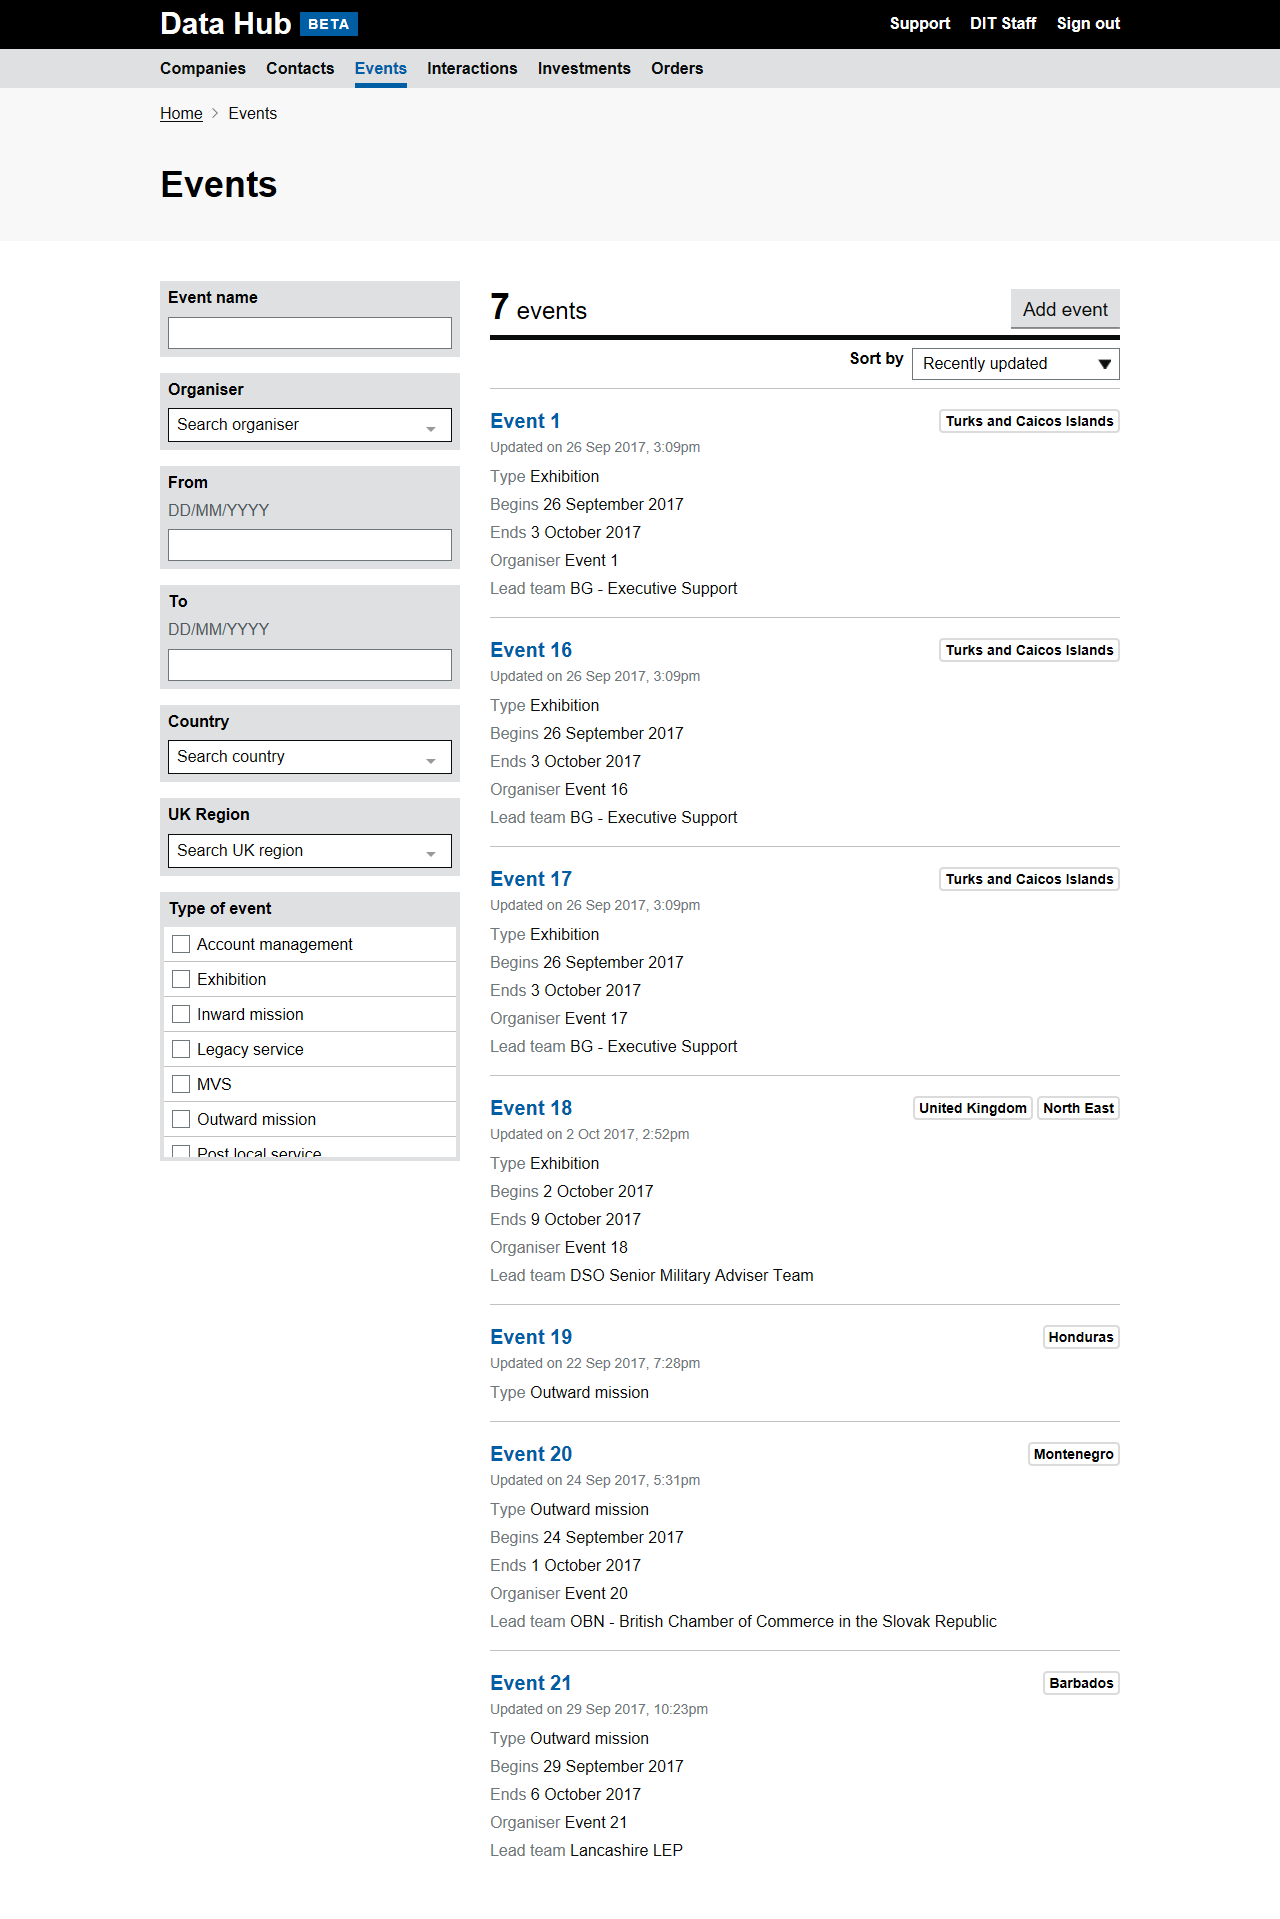 Data Hub BETA Support DIT Staff Sign out
Companies Contacts Events Interactions Investments Orders
Home Events
Events
Event name
Organiser
Search organiser
From
DD/MM/YYYY
To
DD/MM/YYYY
Country
Search country
UK Region
Search UK region
Type of event
Account management
Exhibition
Inward mission
Legacy service
MVS
Outward mission
Post local service
7 events Add event
Sort by Recently updated
Event 1 Turks and Caicos Islands
Updated on 26 Sep 2017, 3:09pm
Type Exhibition
Begins 26 September 2017
Ends 3 October 2017
Organiser Event 1
Lead team BG - Executive Support
Event 16 Turks and Caicos Islands
Updated on 26 Sep 2017, 3:09pm
Type Exhibition
Begins 26 September 2017
Ends 3 October 2017
Organiser Event 16
Lead team BG - Executive Support
Event 17 Turks and Caicos Islands
Updated on 26 Sep 2017, 3:09pm
Type Exhibition
Begins 26 September 2017
Ends 3 October 2017
Organiser Event 17
Lead team BG - Executive Support
Event 18 United Kingdom North East
Updated on 2 Oct 2017, 2:52pm
Type Exhibition
Begins 2 October 2017
Ends 9 October 2017
Organiser Event 18
Lead team DSO Senior Military Adviser Team
Event 19 Honduras
Updated on 22 Sep 2017, 7:28pm
Type Outward mission
Event 20 Montenegro
Updated on 24 Sep 2017, 5:31pm
Type Outward mission
Begins 24 September 2017
Ends 1 October 2017
Organiser Event 20
Lead team OBN - British Chamber of Commerce in the Slovak Republic
Event 21 Barbados
Updated on 29 Sep 2017, 10:23pm
Type Outward mission
Begins 29 September 2017
Ends 6 October 2017
Organiser Event 21
Lead team Lancashire LEP